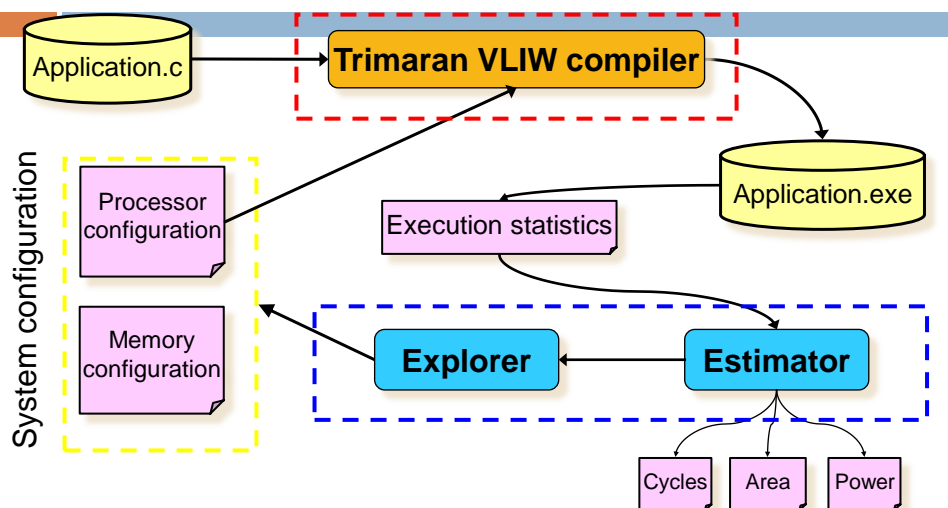 Application.c
Trimaran VLIW compiler
Application.exe
System configuration
Processor
configuration
Execution statistics
Memory
configuration
Explorer
Estimator
Cycles
Area
Power